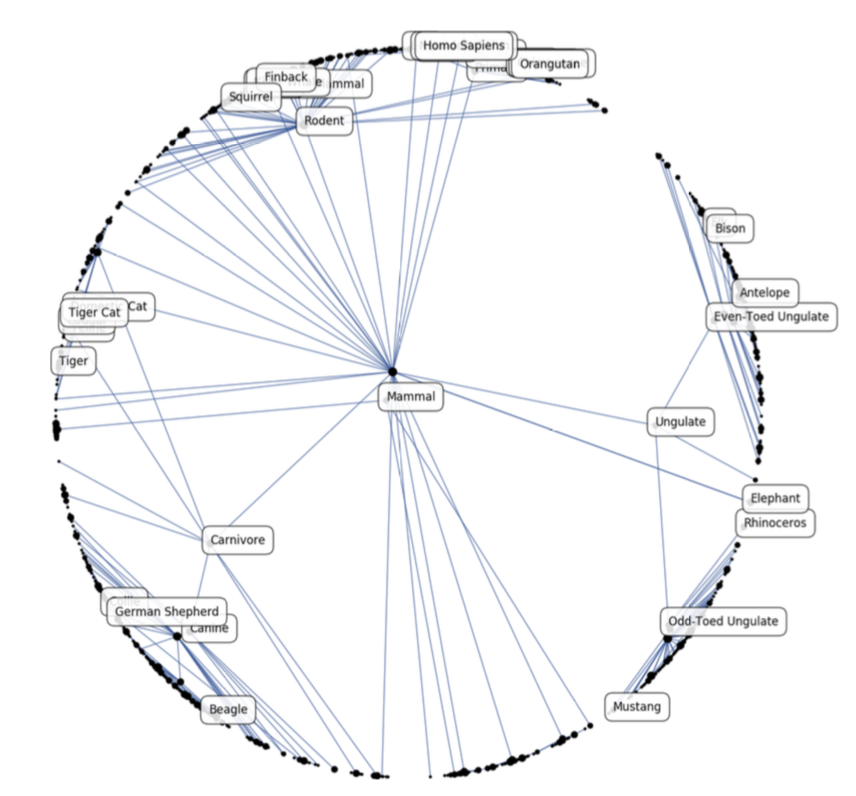 Homo Sapiens
Orangutan
Finback
Squirrel
Rodent
Bison
Antelope
Even-Toed Ungulate
Cat
Tiger Cat
Tiger
Mammal
Ungulate
Elephant
Rhinoceros
Carnivore
German Shepherd
Canine
Odd-Toed Ungulate
Beagle
Mustang